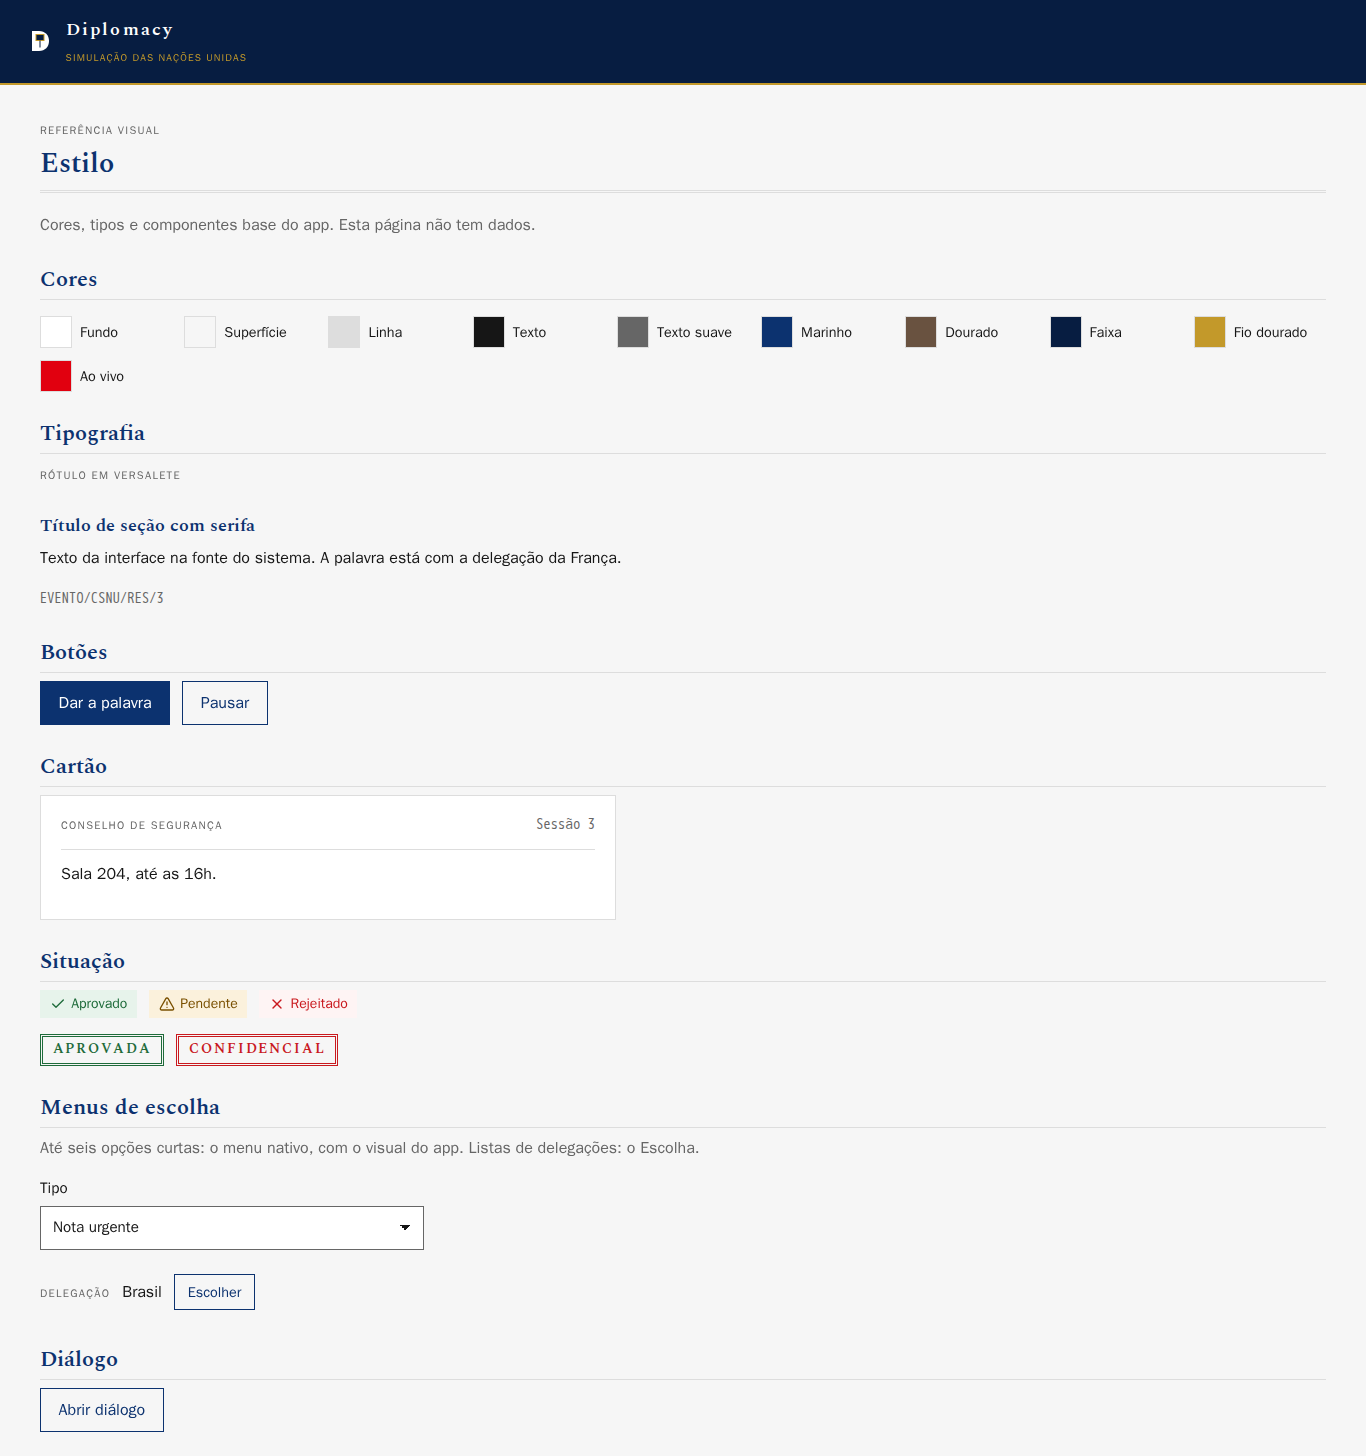 Diplomacy
SIMULAÇÃO DAS NAÇÕES UNIDAS
REFERÊNCIA VISUAL
Estilo
Cores, tipos e componentes base do app. Esta página não tem dados.
Cores
Fundo Superfície Linha Texto Texto suave Marinho Dourado Faixa Fio dourado
Ao vivo
Tipografia
RÓTULO EM VERSALETE
Título de seção com serifa
Texto da interface na fonte do sistema. A palavra está com a delegação da França.
EVENTO/CSNU/RES/3
Botões
Dar a palavra Pausar
Cartão
CONSELHO DE SEGURANÇA Sessão 3
Sala 204, até as 16h.
Situação
Aprovado Pendente Rejeitado
APROVADA CONFIDENCIAL
Menus de escolha
Até seis opções curtas: o menu nativo, com o visual do app. Listas de delegações: o Escolha.
Tipo
Nota urgente
DELEGAÇÃO Brasil Escolher
Diálogo
Abrir diálogo